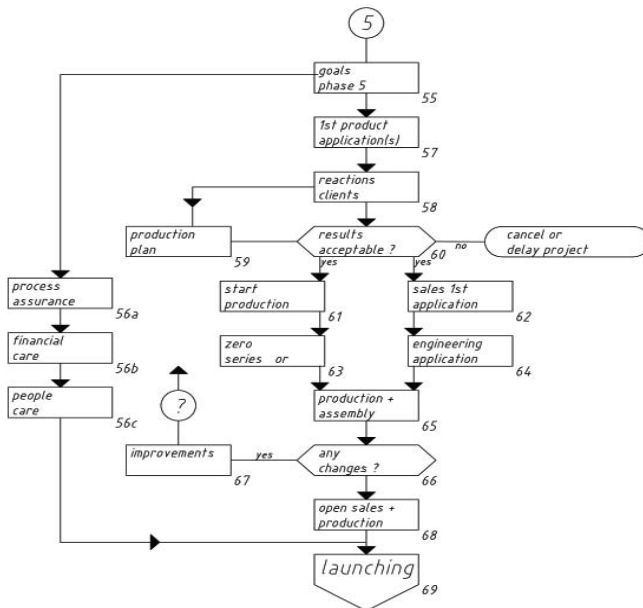 5
goals
phase 5
55
1st product
application(s)
57
reactions
clients
58
production
plan
59
results
acceptable ?
60
no
cancel or
delay project
yes
yes
process
assurance
56a
start
production
61
sales 1st
application
62
financial
care
56b
zero
series or
63
engineering
application
64
people
care
56c
?
production +
assembly
65
improvements
67
yes
any
changes ?
66
open sales +
production
68
launching
69